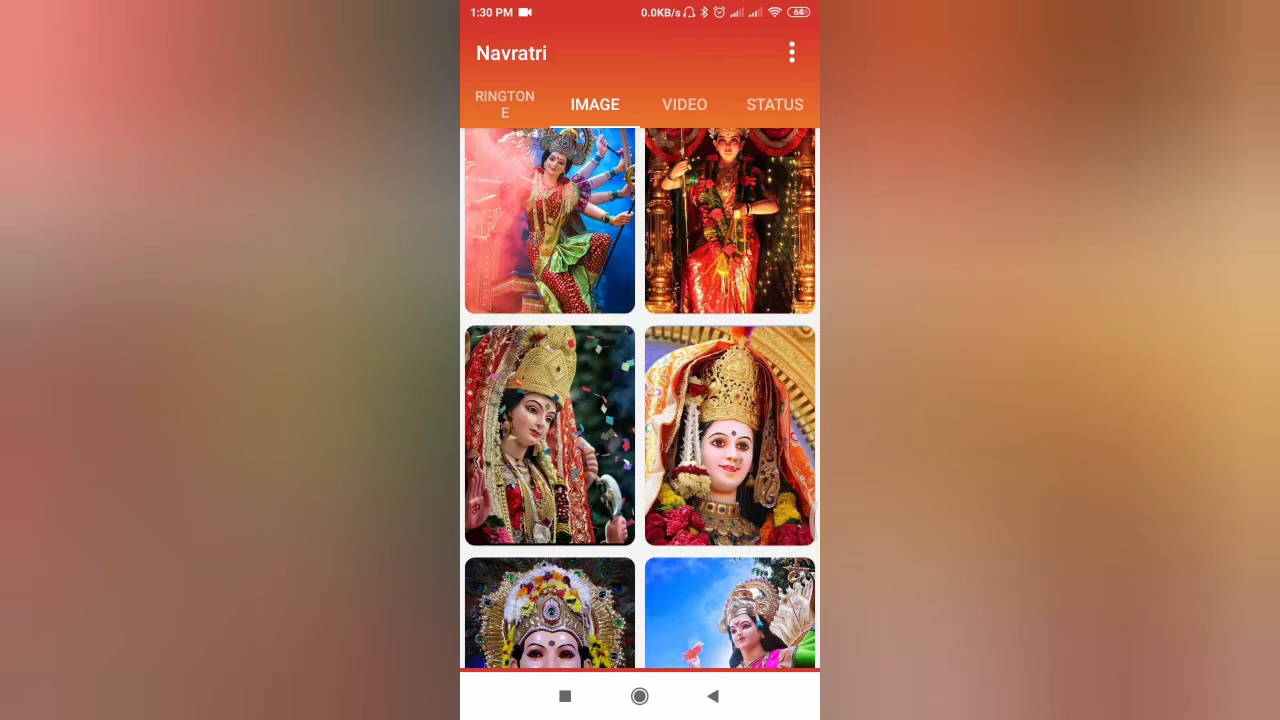 1:30 PM 0.0KB/s 64
Navratri
RINGTON
E
IMAGE VIDEO STATUS